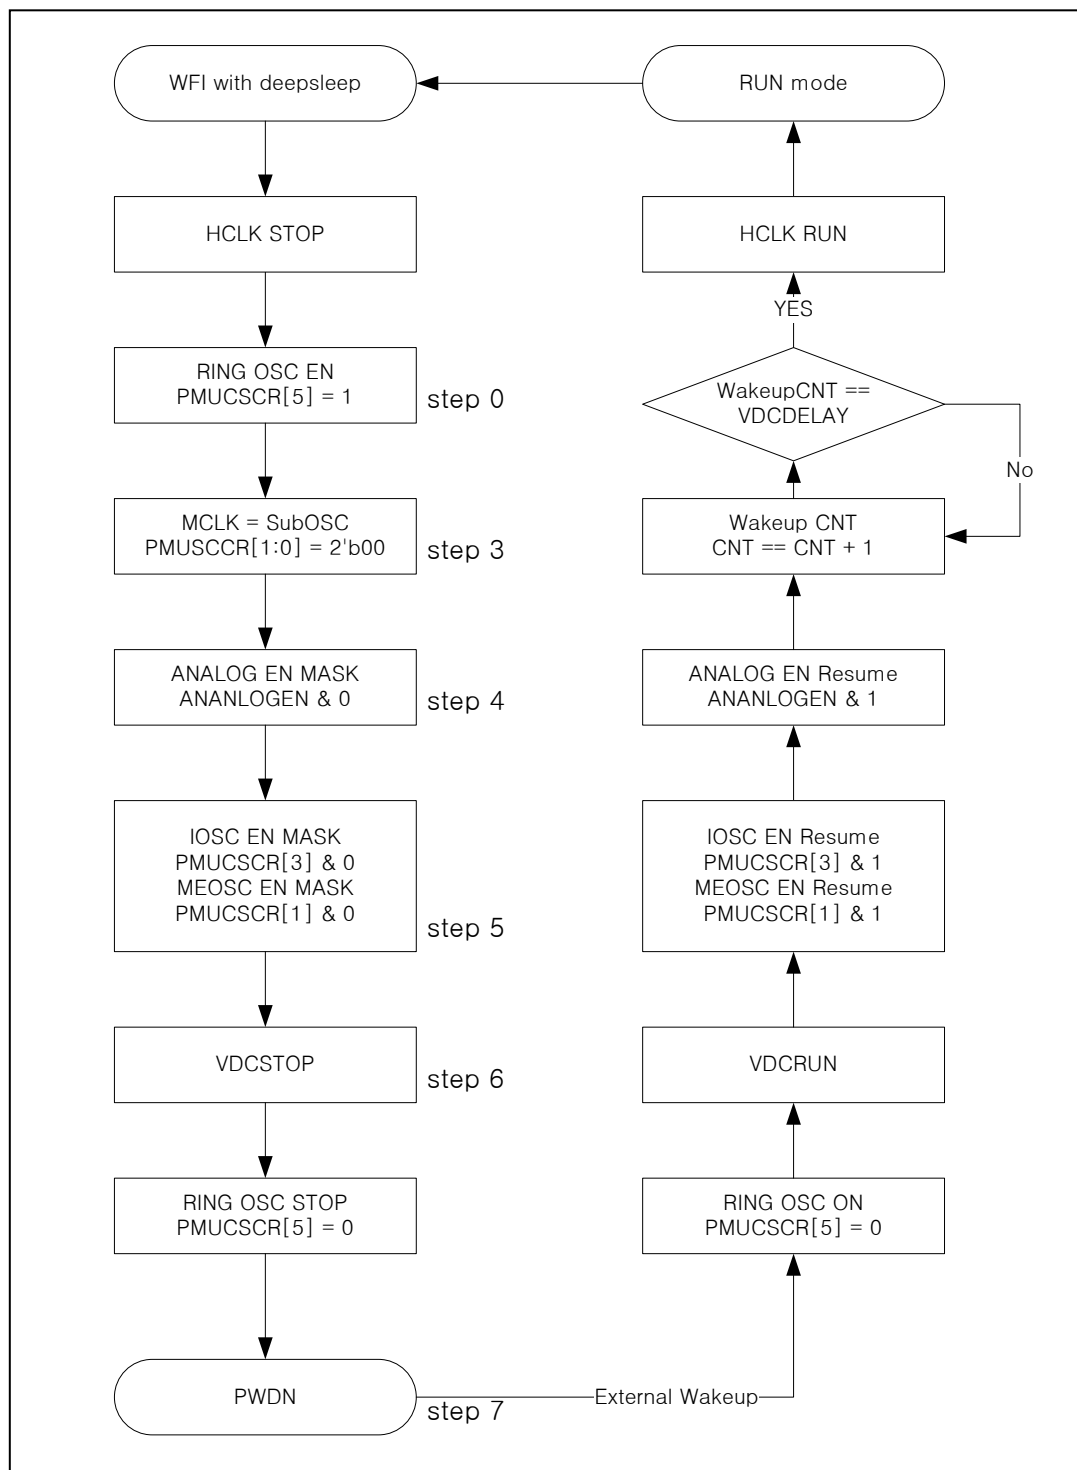 WFI with deepsleep
HCLK STOP
RING OSC EN
PMUCSCR[5] = 1
step 0
MCLK = SubOSC
PMUSCCR[1:0] = 2'b00
step 3
ANALOG EN MASK
ANANLOGEN & 0
step 4
IOSC EN MASK
PMUCSCR[3] & 0
MEOSC EN MASK
PMUCSCR[1] & 0
step 5
VDCSTOP
step 6
RING OSC STOP
PMUCSCR[5] = 0
PWDN
step 7
External Wakeup
RING OSC ON
PMUCSCR[5] = 0
VDCRUN
IOSC EN Resume
PMUCSCR[3] & 1
MEOSC EN Resume
PMUCSCR[1] & 1
ANALOG EN Resume
ANANLOGEN & 1
Wakeup CNT
CNT == CNT + 1
WakeupCNT ==
VDCDELAY
No
YES
HCLK RUN
RUN mode